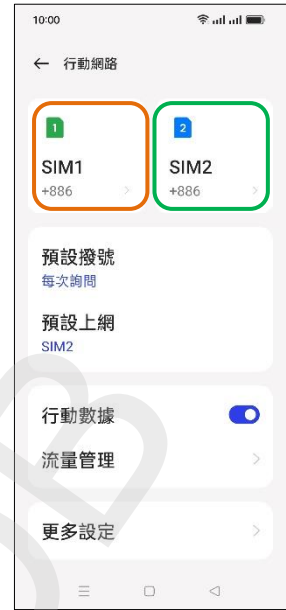 10:00
行動網路
1
2
SIM1
SIM2
+886
+886
預設撥號
每次詢問
預設上網
SIM2
行動數據
流量管理
更多設定